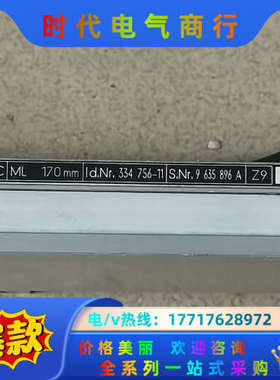 时代电气商行
C ML 170 mm Id.Nr. 334 756-11 S.Nr. 9 635 896 A Z9
爆款
电/v热线: 17717628972
价格美丽 欢迎咨询
全系列一站式采购